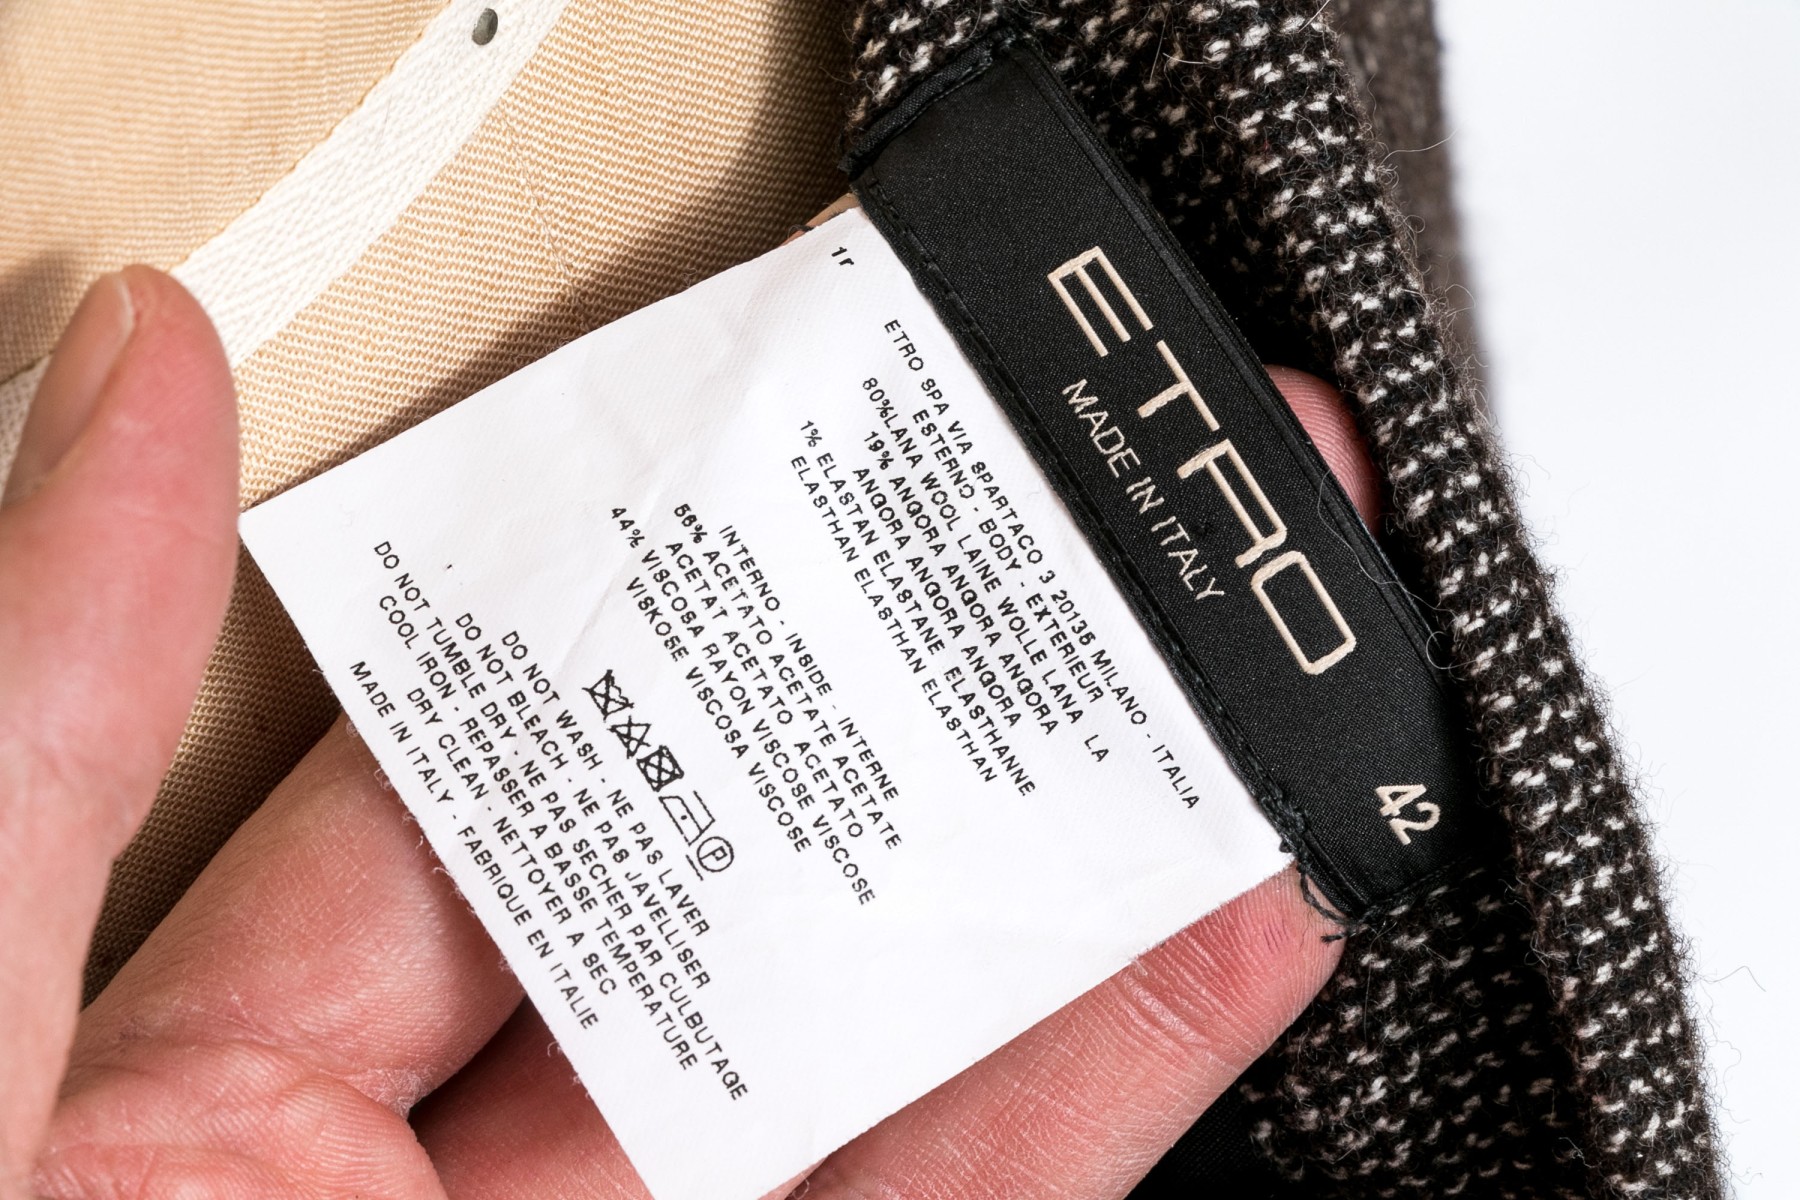 ETRO
MADE IN ITALY
42
1r
ETRO SPA VIA SPARTACO 3 20135 MILANO - ITALIA
ESTERNO - BODY - EXTERIEUR
80%LANA WOOL LAINE WOLLE LANA LA
19% ANGORA ANGORA ANGORA ANGORA
ANGORA ANGORA ANGORA ANGORA
1% ELASTAN ELASTANE ELASTHANNE
ELASTHAN ELASTHAN ELASTHAN
INTERNO - INSIDE - INTERNE
56% ACETATO ACETATE ACETATE
ACETAT ACETATO ACETATO
44% VISCOSA RAYON VISCOSE VISCOSE
VISKOSE VISCOSA VISCOSE
P
DO NOT WASH - NE PAS LAVER
DO NOT BLEACH - NE PAS JAVELLISER
DO NOT TUMBLE DRY NE PAS SECHER PAR CULBUTAGE
COOL IRON - REPASSER A BASSE TEMPERATURE
DRY CLEAN - NETTOYER A SEC
MADE IN ITALY - FABRIQUE EN ITALIE